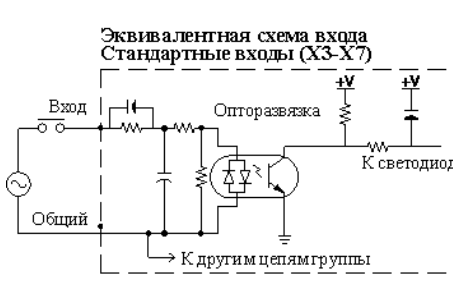 Эквивалентная схема входа
Стандартные входы (X3-X7)
+V +V
Вход
Опторазвязка
К светодиод
Общий
К другим цепям группы